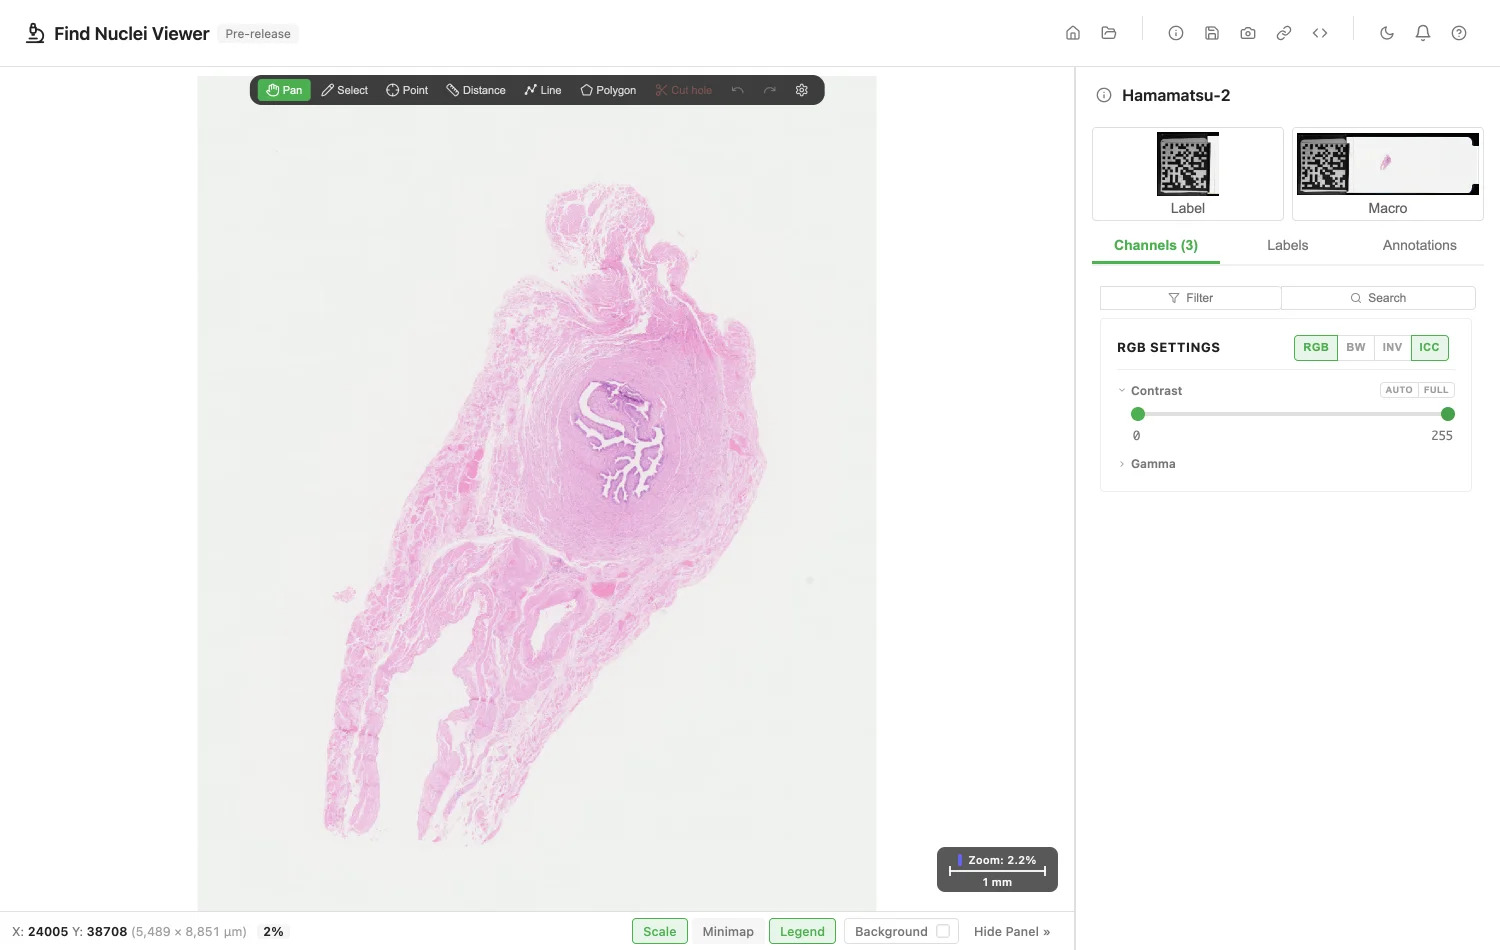 Find Nuclei Viewer Pre-release
Pan Select Point Distance Line Polygon Cut hole
Hamamatsu-2
Label Macro
Channels (3) Labels Annotations
Filter Search
RGB SETTINGS RGB BW INV ICC
Contrast AUTO FULL
0 255
Gamma
Zoom: 2.2%
1 mm
X: 24005 Y: 38708 (5,489 × 8,851 µm) 2% Scale Minimap Legend Background Hide Panel »